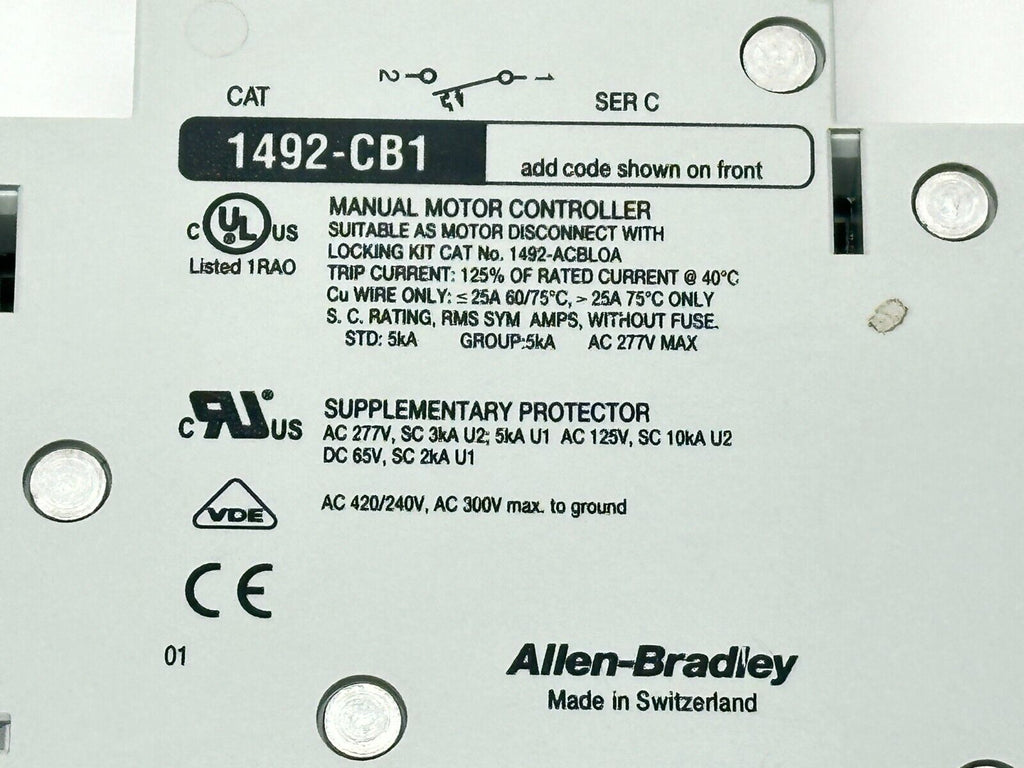 2 1
CAT SER C
1492-CB1 add code shown on front
C UL ® US MANUAL MOTOR CONTROLLER
SUITABLE AS MOTOR DISCONNECT WITH
Listed 1RAO LOCKING KIT CAT No. 1492-ACBLOA
TRIP CURRENT: 125% OF RATED CURRENT @ 40°C
Cu WIRE ONLY: ≤ 25A 60/75°C, > 25A 75°C ONLY
S. C. RATING, RMS SYM AMPS, WITHOUT FUSE.
STD: 5kA GROUP:5kA AC 277V MAX
C RU ® US SUPPLEMENTARY PROTECTOR
AC 277V, SC 3kA U2; 5kA U1 AC 125V, SC 10kA U2
DC 65V, SC 2kA U1
VDE AC 420/240V, AC 300V max. to ground
CE
01
Allen-Bradley
Made in Switzerland